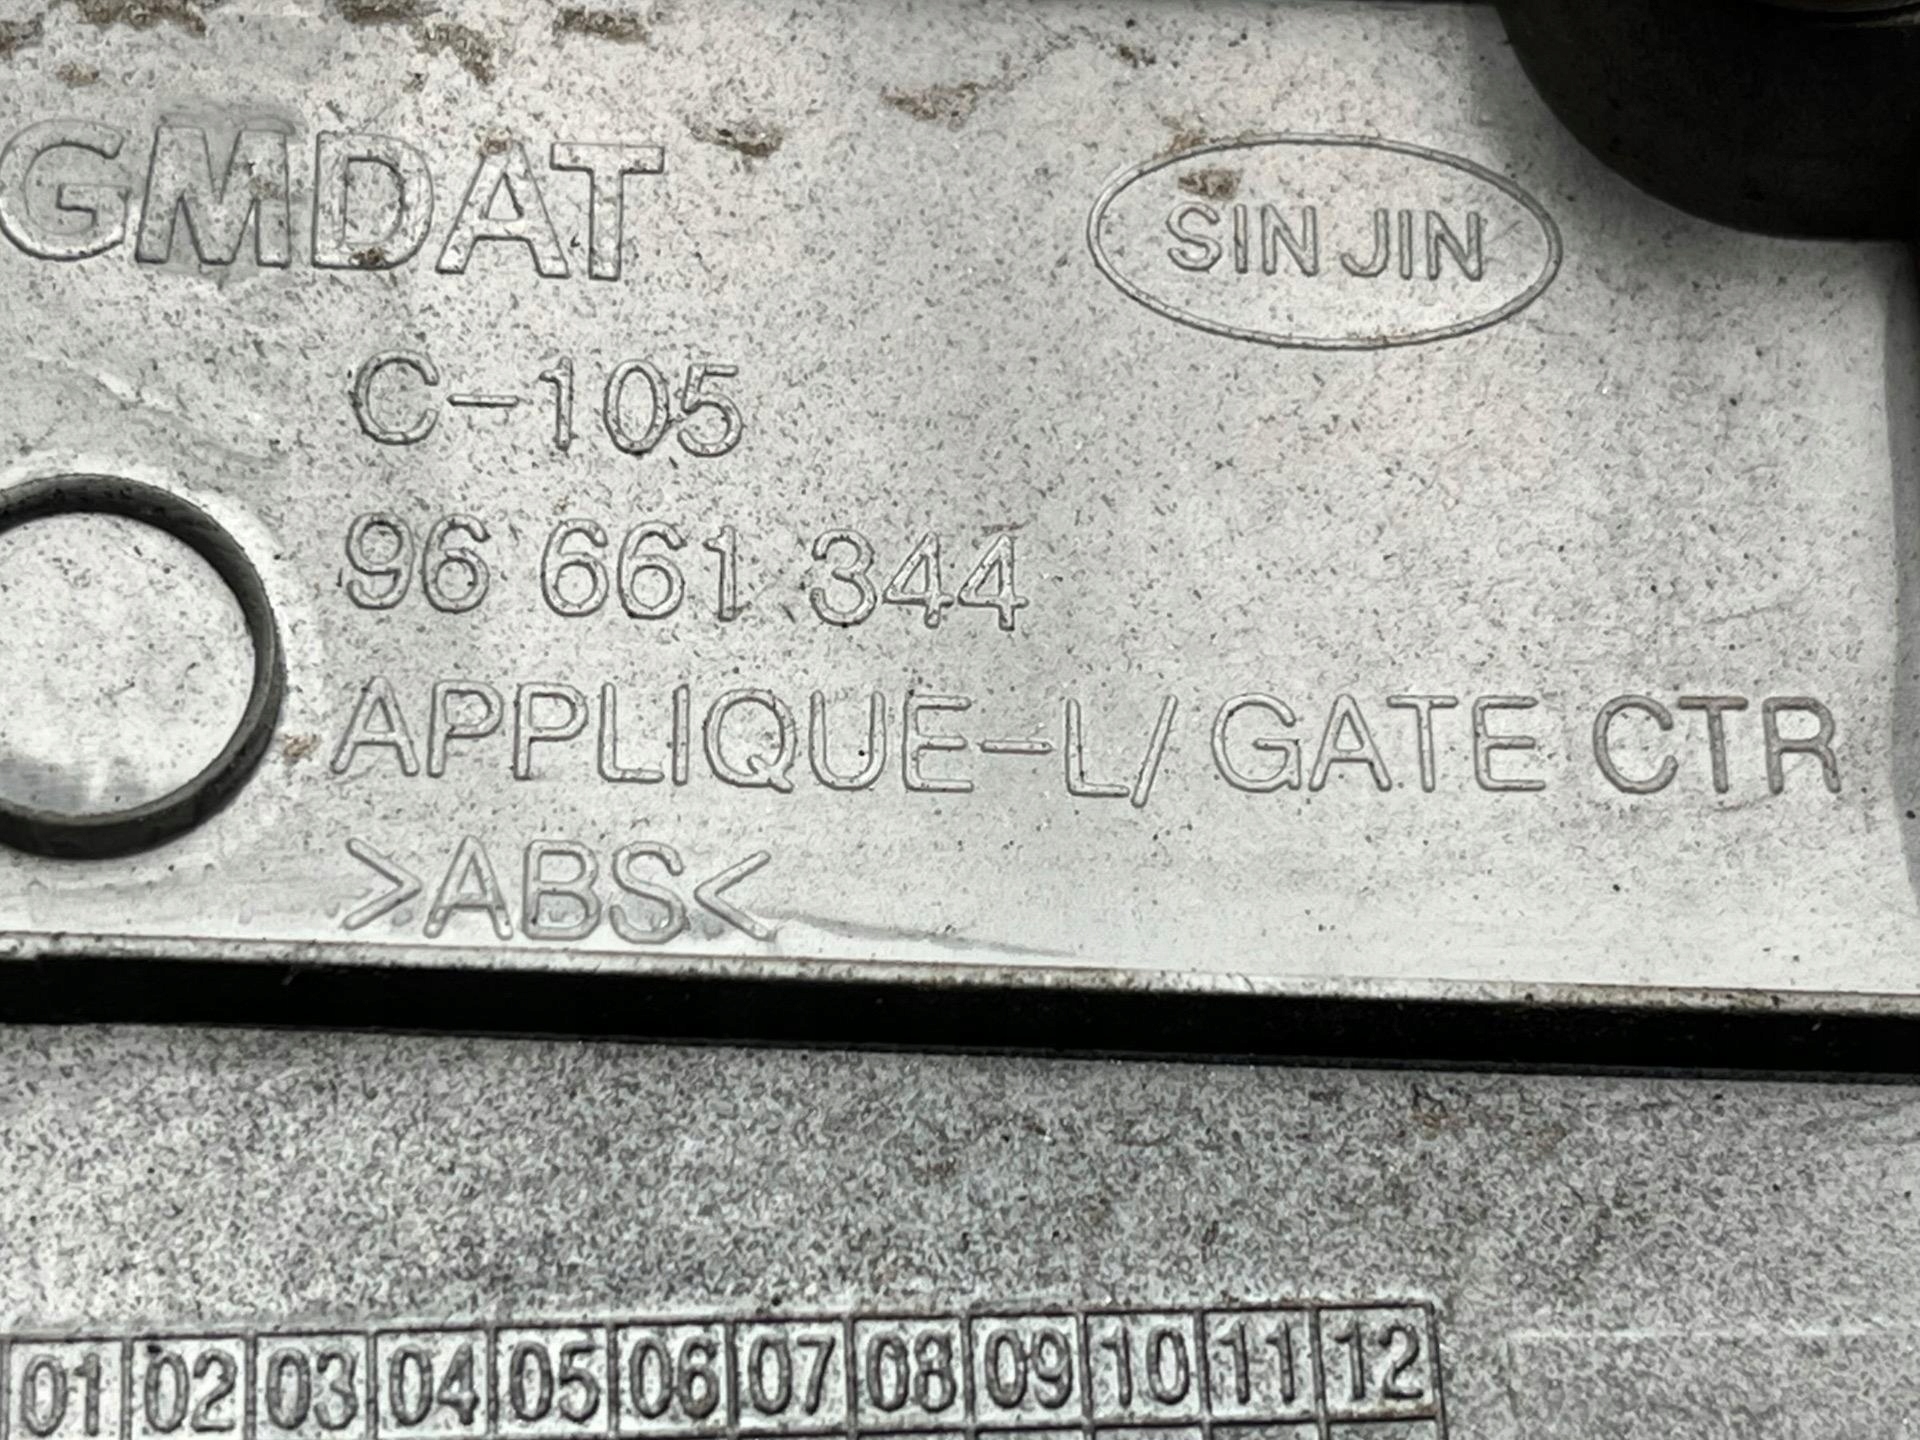 GMDAT
SIN JIN
C-105
96 661 344
APPLIQUE-L/GATE CTR
>ABS<
01 02 03 04 05 06 07 08 09 10 11 12